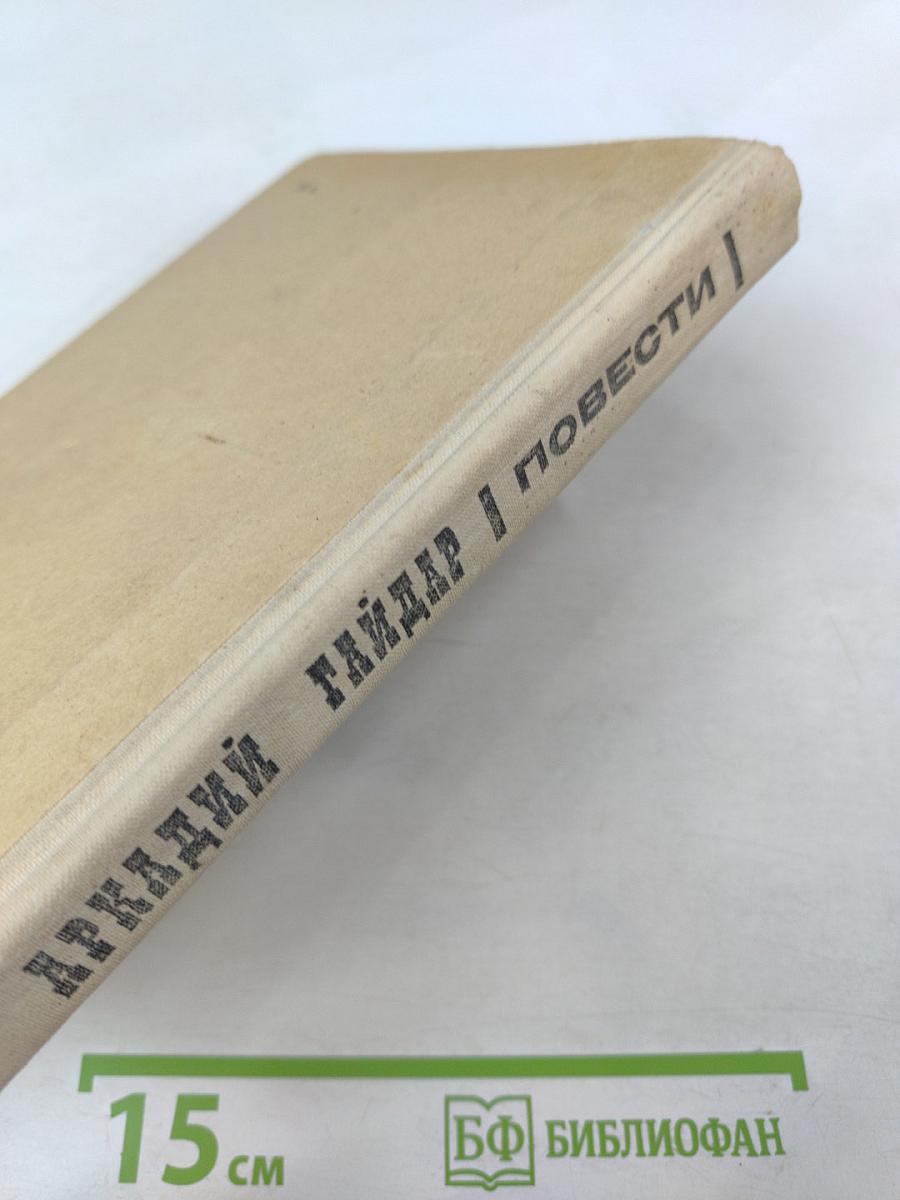 АРКАДИЙ ГАЙДАР | ПОВЕСТИ |
15 см
БФ БИБЛИОФАН